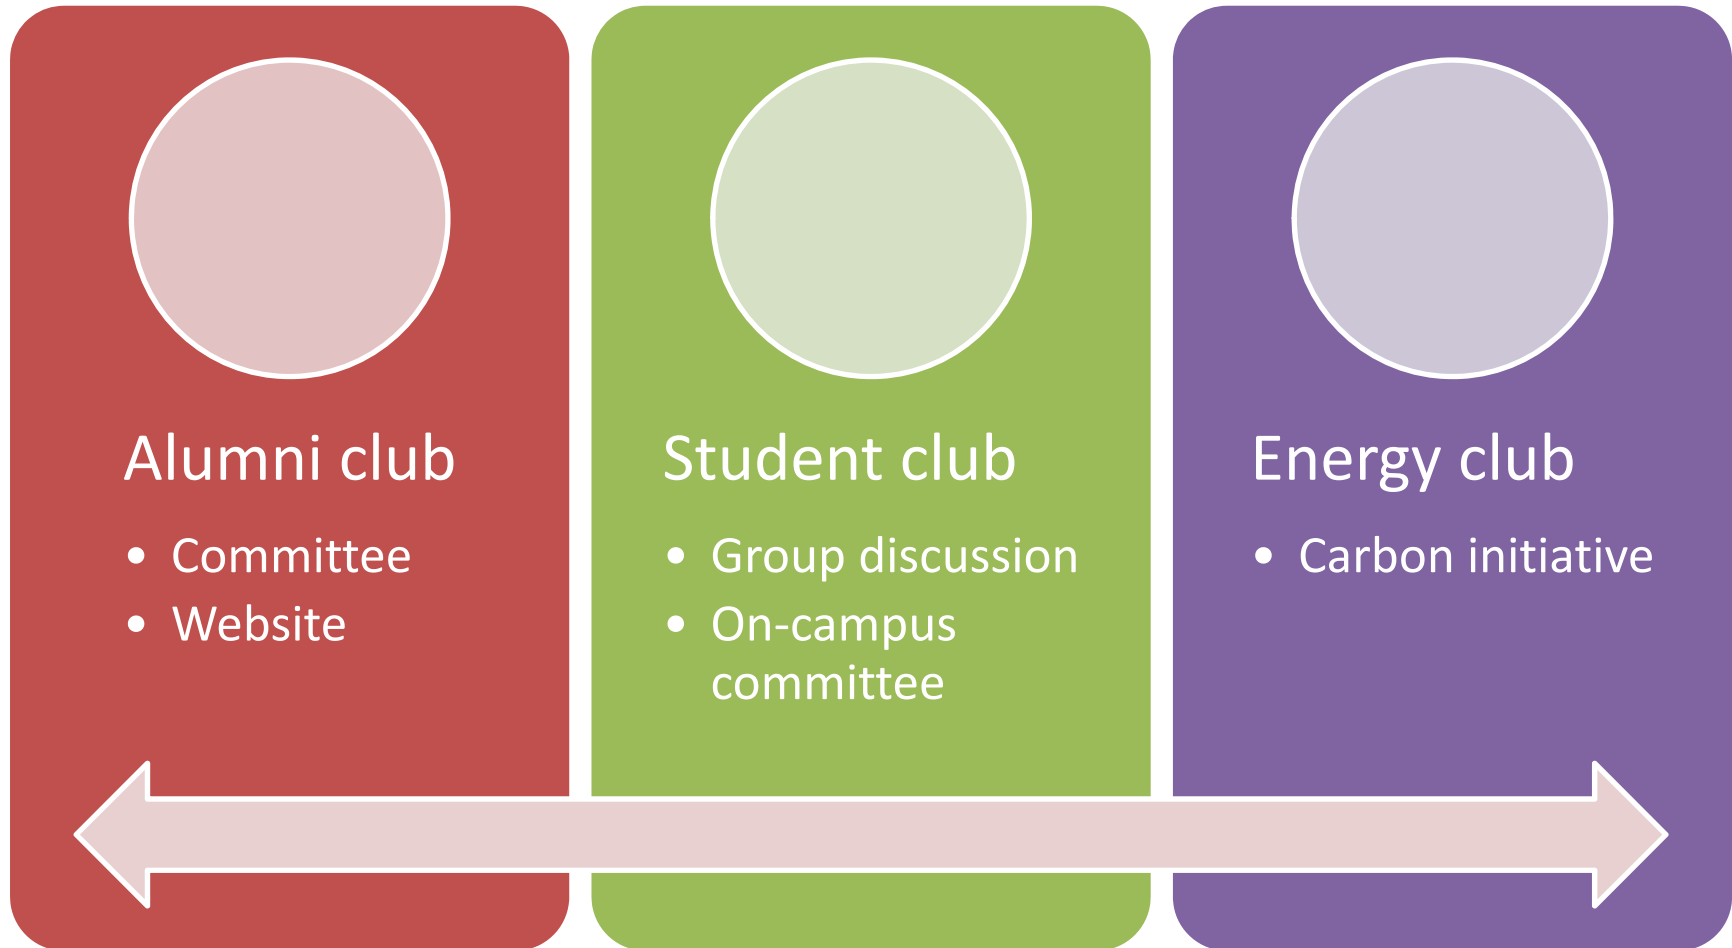 Alumni club
• Committee
• Website
Student club
• Group discussion
• On-campus
committee
Energy club
• Carbon initiative